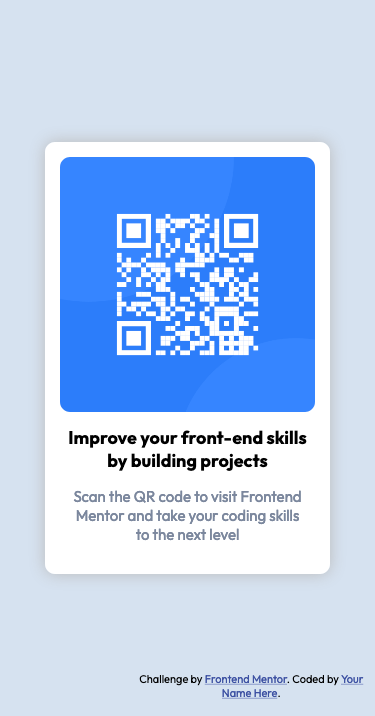 Improve your front-end skills
by building projects
Scan the QR code to visit Frontend
Mentor and take your coding skills
to the next level
Challenge by Frontend Mentor. Coded by Your
Name Here.